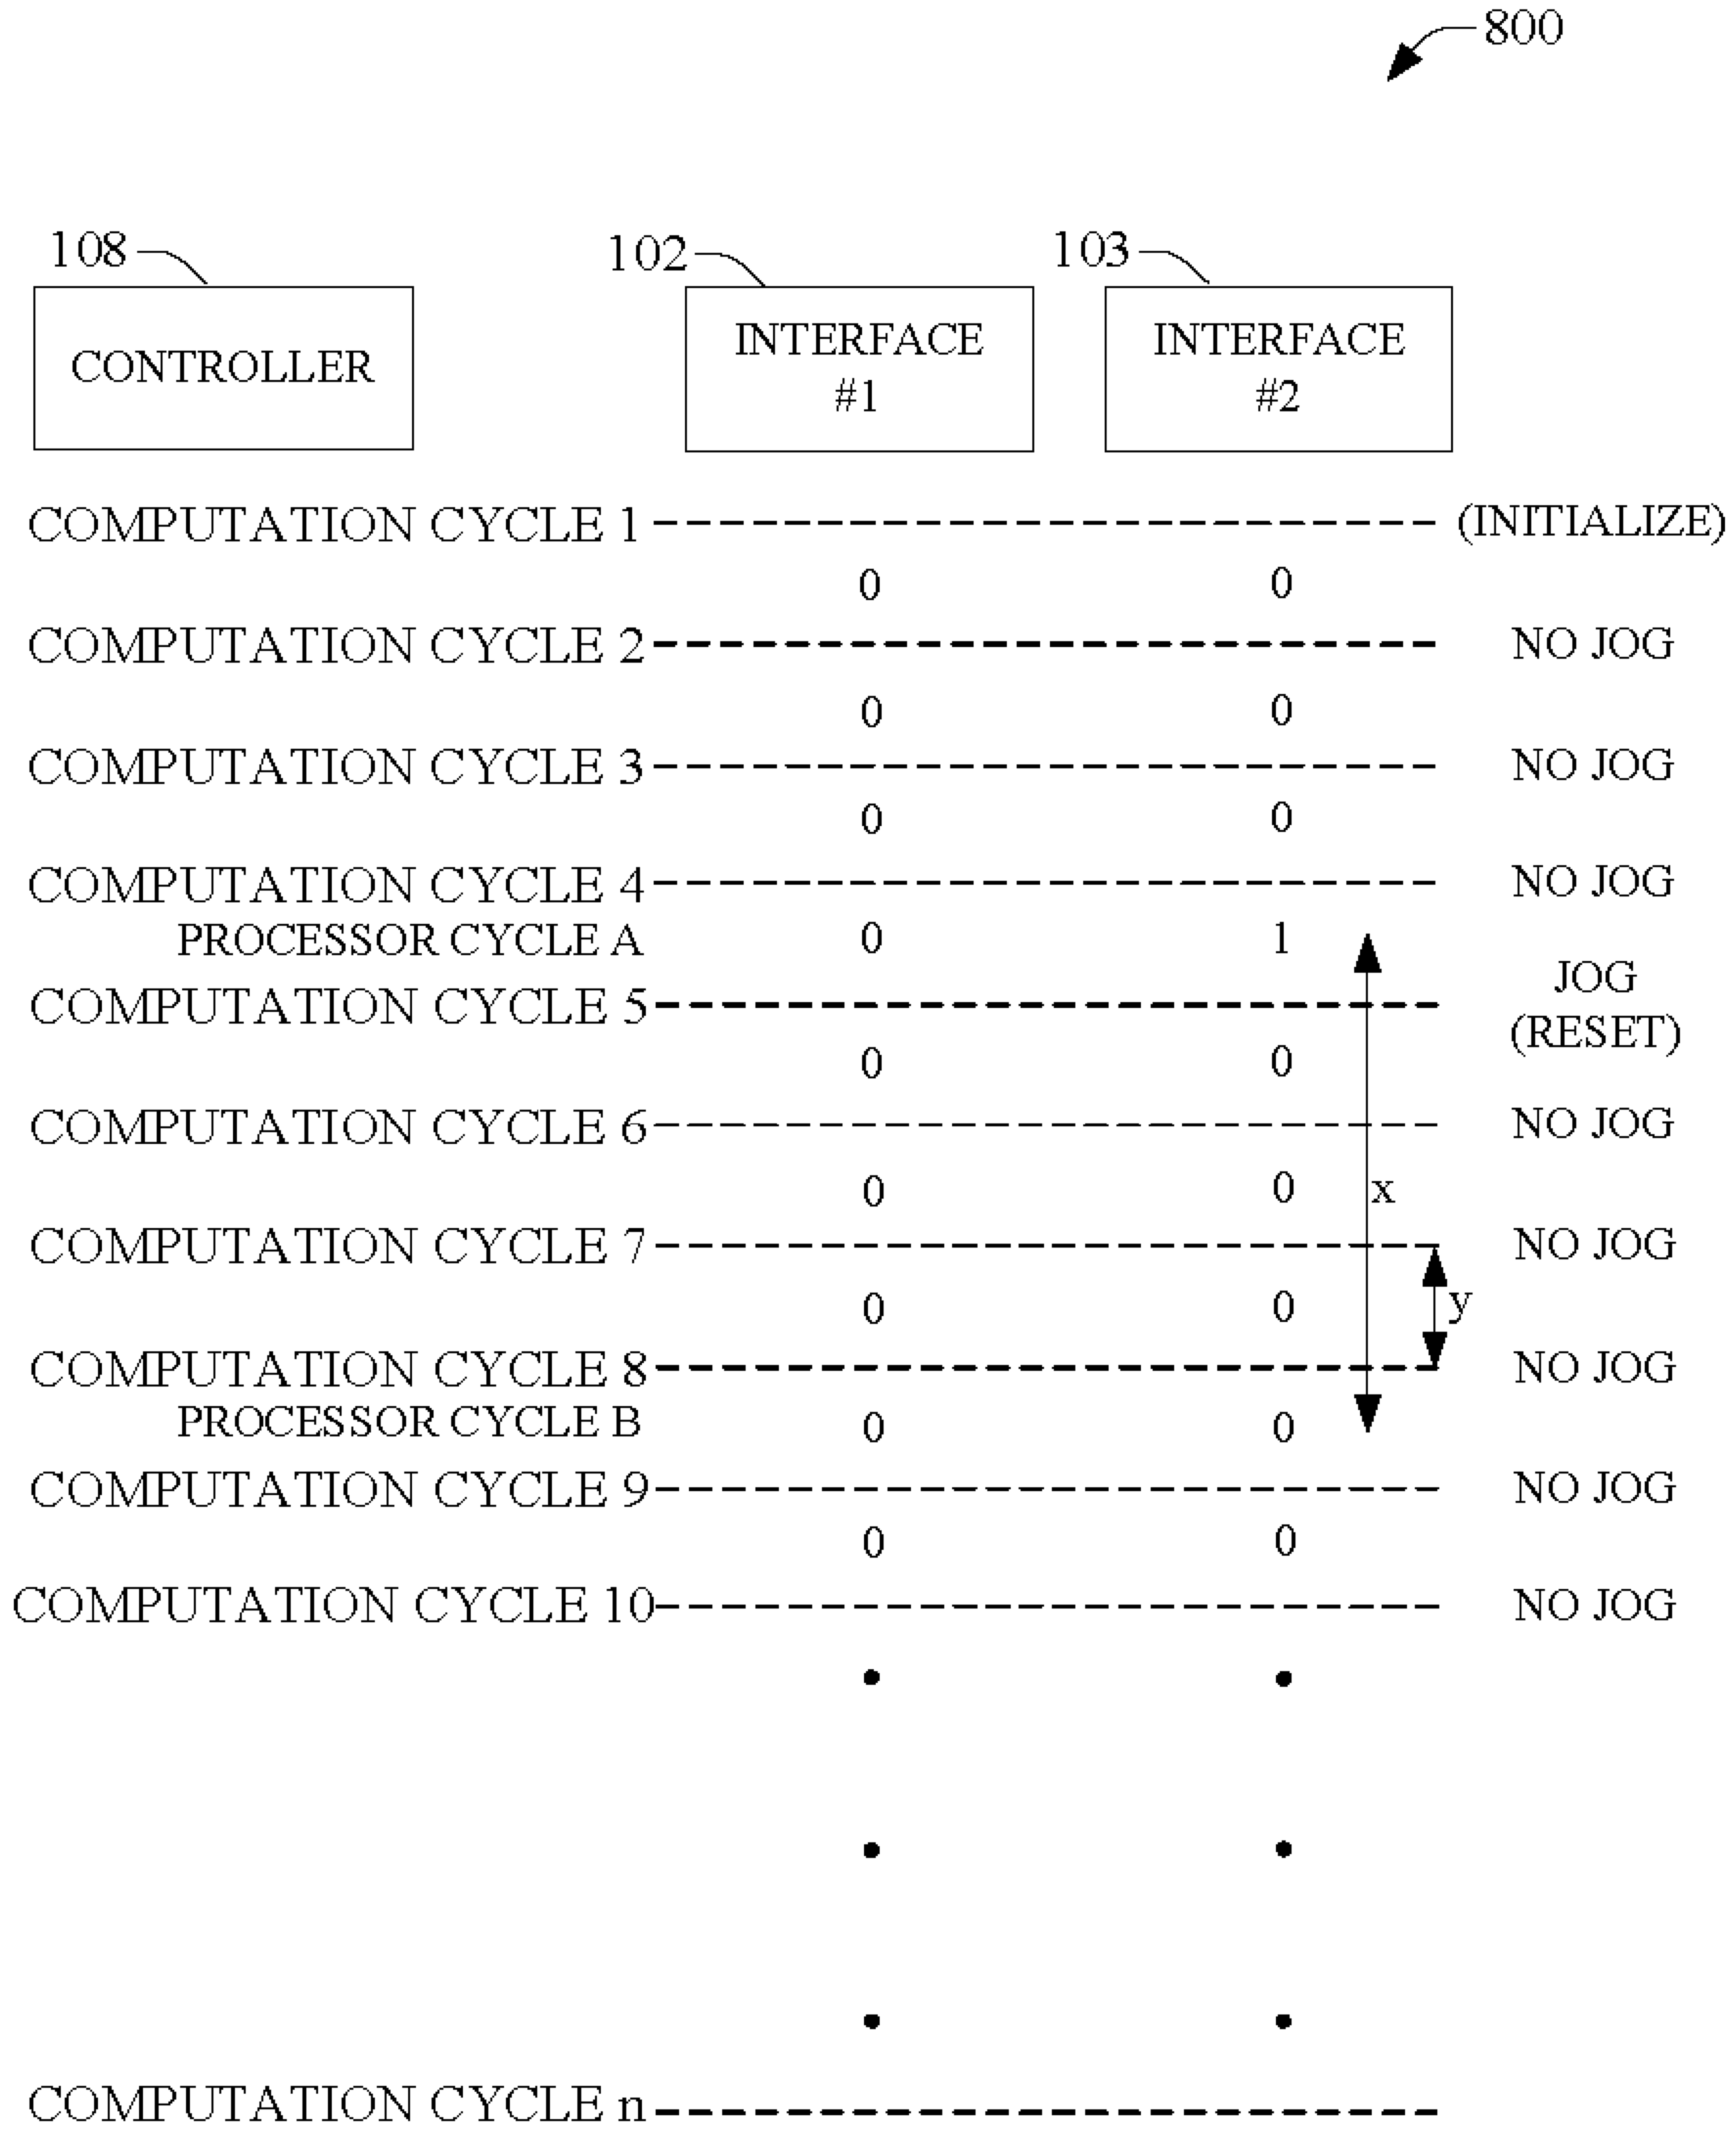 800
108
102
103
CONTROLLER
INTERFACE
#1
INTERFACE
#2
COMPUTATION CYCLE 1
(INITIALIZE)
0 0
COMPUTATION CYCLE 2
NO JOG
0 0
COMPUTATION CYCLE 3
NO JOG
0 0
COMPUTATION CYCLE 4
NO JOG
PROCESSOR CYCLE A
0 1
COMPUTATION CYCLE 5
JOG
(RESET)
0 0
COMPUTATION CYCLE 6
NO JOG
0 0
x
COMPUTATION CYCLE 7
NO JOG
0 0
y
COMPUTATION CYCLE 8
NO JOG
PROCESSOR CYCLE B
0 0
COMPUTATION CYCLE 9
NO JOG
0 0
COMPUTATION CYCLE 10
NO JOG
COMPUTATION CYCLE n